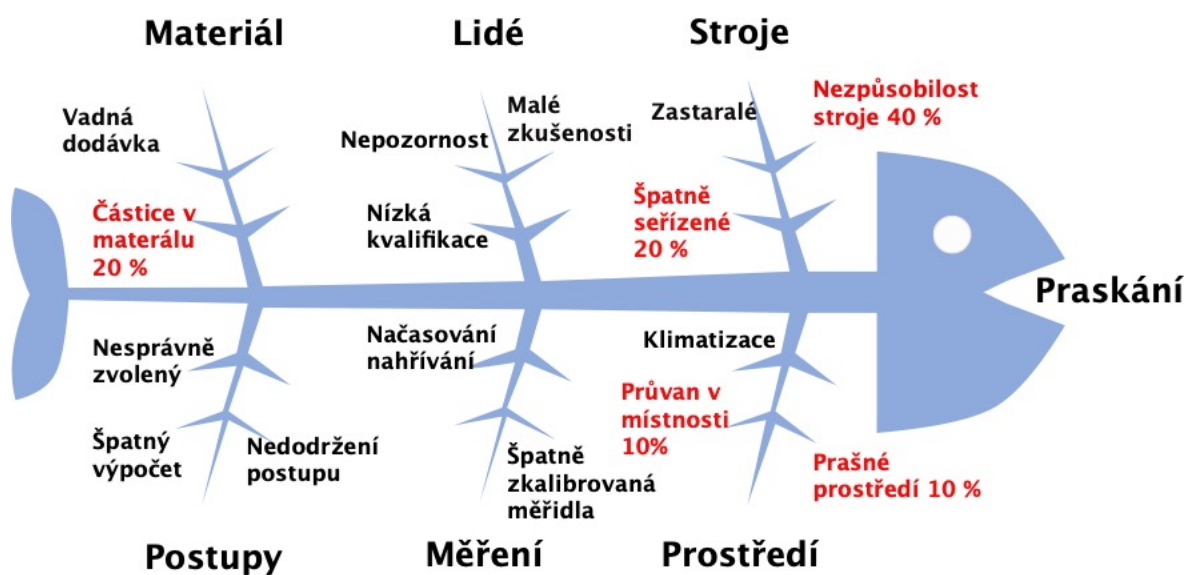 Materiál
Lidé
Stroje
Vadná
dodávka
Částice v
materálu
20 %
Nepozornost
Malé
zkušenosti
Nízká
kvalifikace
Zastaralé
Nezpůsobilost
stroje 40 %
Špatně
seřízené
20 %
Praskání
Nesprávně
zvolený
Špatný
výpočet
Nedodržení
postupu
Načasování
nahřívání
Špatně
zkalibrovaná
měřidla
Klimatizace
Průvan v
místnosti
10%
Prašné
prostředí 10 %
Postupy
Měření
Prostředí